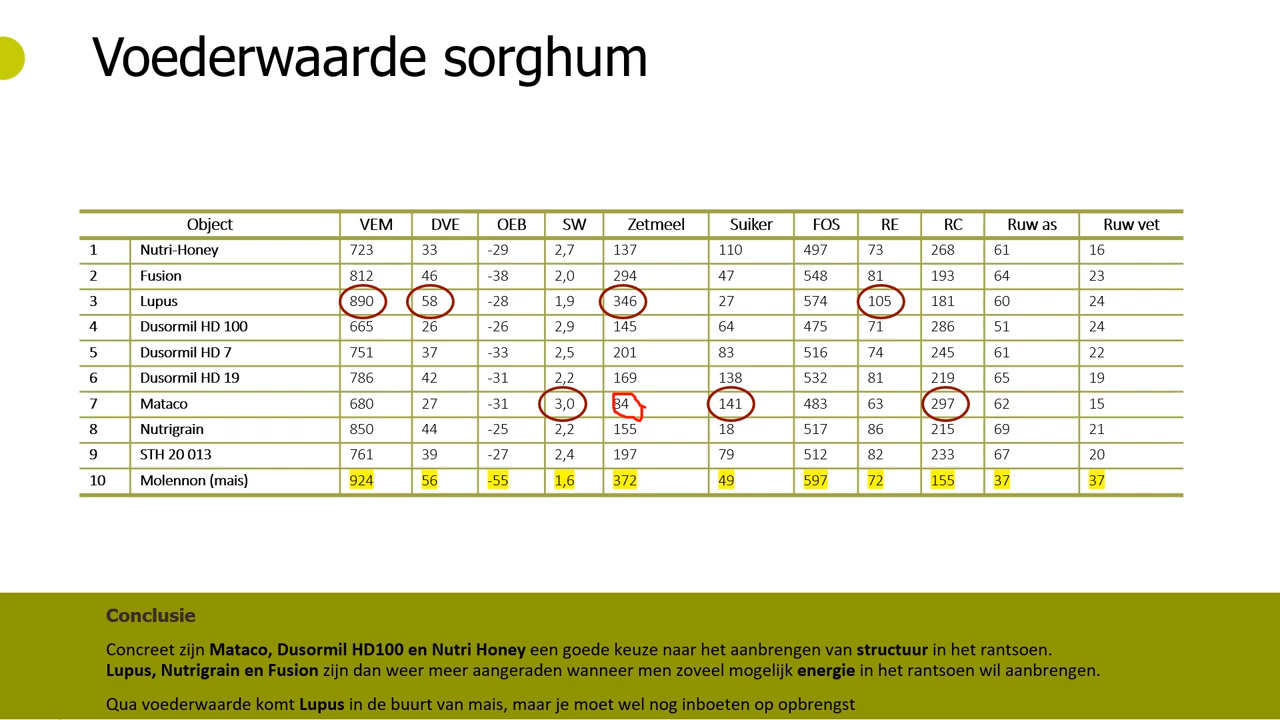 Voederwaarde sorghum
Object VEM DVE OEB SW Zetmeel Suiker FOS RE RC Ruw as Ruw vet
1 Nutri-Honey 723 33 -29 2,7 137 110 497 73 268 61 16
2 Fusion 812 46 -38 2,0 294 47 548 81 193 64 23
3 Lupus 890 58 -28 1,9 346 27 574 105 181 60 24
4 Dusormil HD 100 665 26 -26 2,9 145 64 475 71 286 51 24
5 Dusormil HD 7 751 37 -33 2,5 201 83 516 74 245 61 22
6 Dusormil HD 19 786 42 -31 2,2 169 138 532 81 219 65 19
7 Mataco 680 27 -31 3,0 84 141 483 63 297 62 15
8 Nutrigrain 850 44 -25 2,2 155 18 517 86 215 69 21
9 STH 20 013 761 39 -27 2,4 197 79 512 82 233 67 20
10 Molennon (mais) 924 56 -55 1,6 372 49 597 72 155 37 37
Conclusie
Concreet zijn Mataco, Dusormil HD100 en Nutri Honey een goede keuze naar het aanbrengen van structuur in het rantsoen.
Lupus, Nutrigrain en Fusion zijn dan weer meer aangeraden wanneer men zoveel mogelijk energie in het rantsoen wil aanbrengen.
Qua voederwaarde komt Lupus in de buurt van mais, maar je moet wel nog inboeten op opbrengst